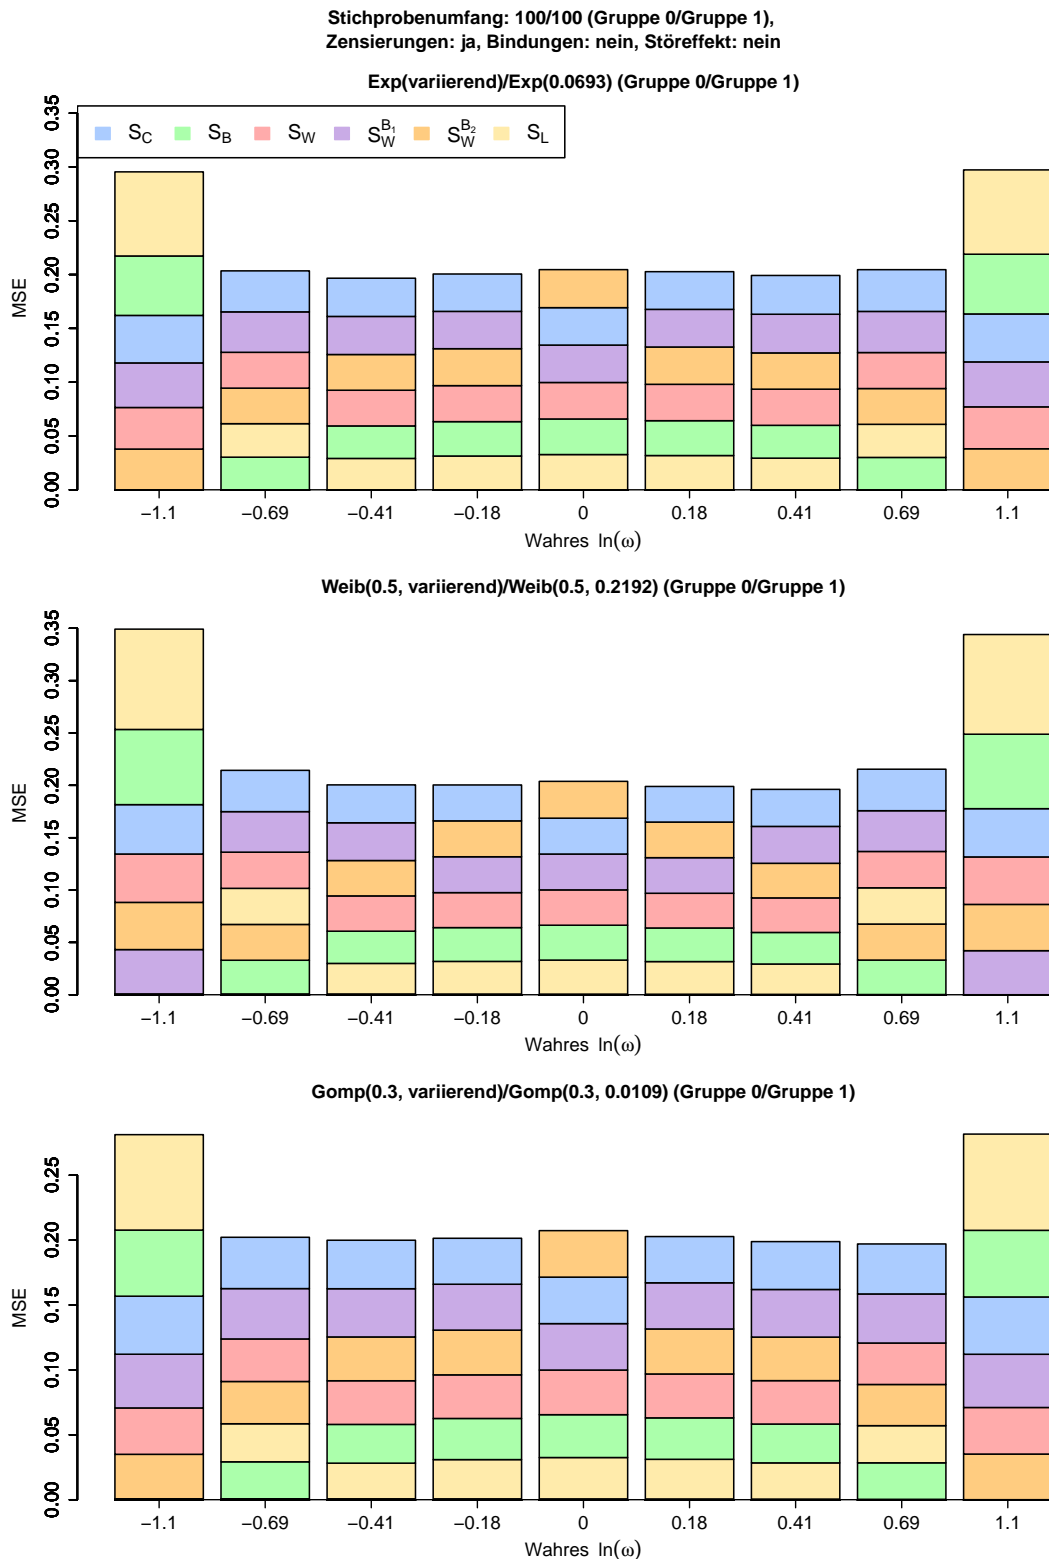 Stichprobenumfang: 100/100 (Gruppe 0/Gruppe 1),
Zensierungen: ja, Bindungen: nein, Störeffekt: nein
Exp(variierend)/Exp(0.0693) (Gruppe 0/Gruppe 1)
S_C S_B S_W S_W^{B_1} S_W^{B_2} S_L
MSE
0.00 0.05 0.10 0.15 0.20 0.25 0.30 0.35
−1.1 −0.69 −0.41 −0.18 0 0.18 0.41 0.69 1.1
Wahres ln(ω)
Weib(0.5, variierend)/Weib(0.5, 0.2192) (Gruppe 0/Gruppe 1)
MSE
0.00 0.05 0.10 0.15 0.20 0.25 0.30 0.35
−1.1 −0.69 −0.41 −0.18 0 0.18 0.41 0.69 1.1
Wahres ln(ω)
Gomp(0.3, variierend)/Gomp(0.3, 0.0109) (Gruppe 0/Gruppe 1)
MSE
0.00 0.05 0.10 0.15 0.20 0.25
−1.1 −0.69 −0.41 −0.18 0 0.18 0.41 0.69 1.1
Wahres ln(ω)